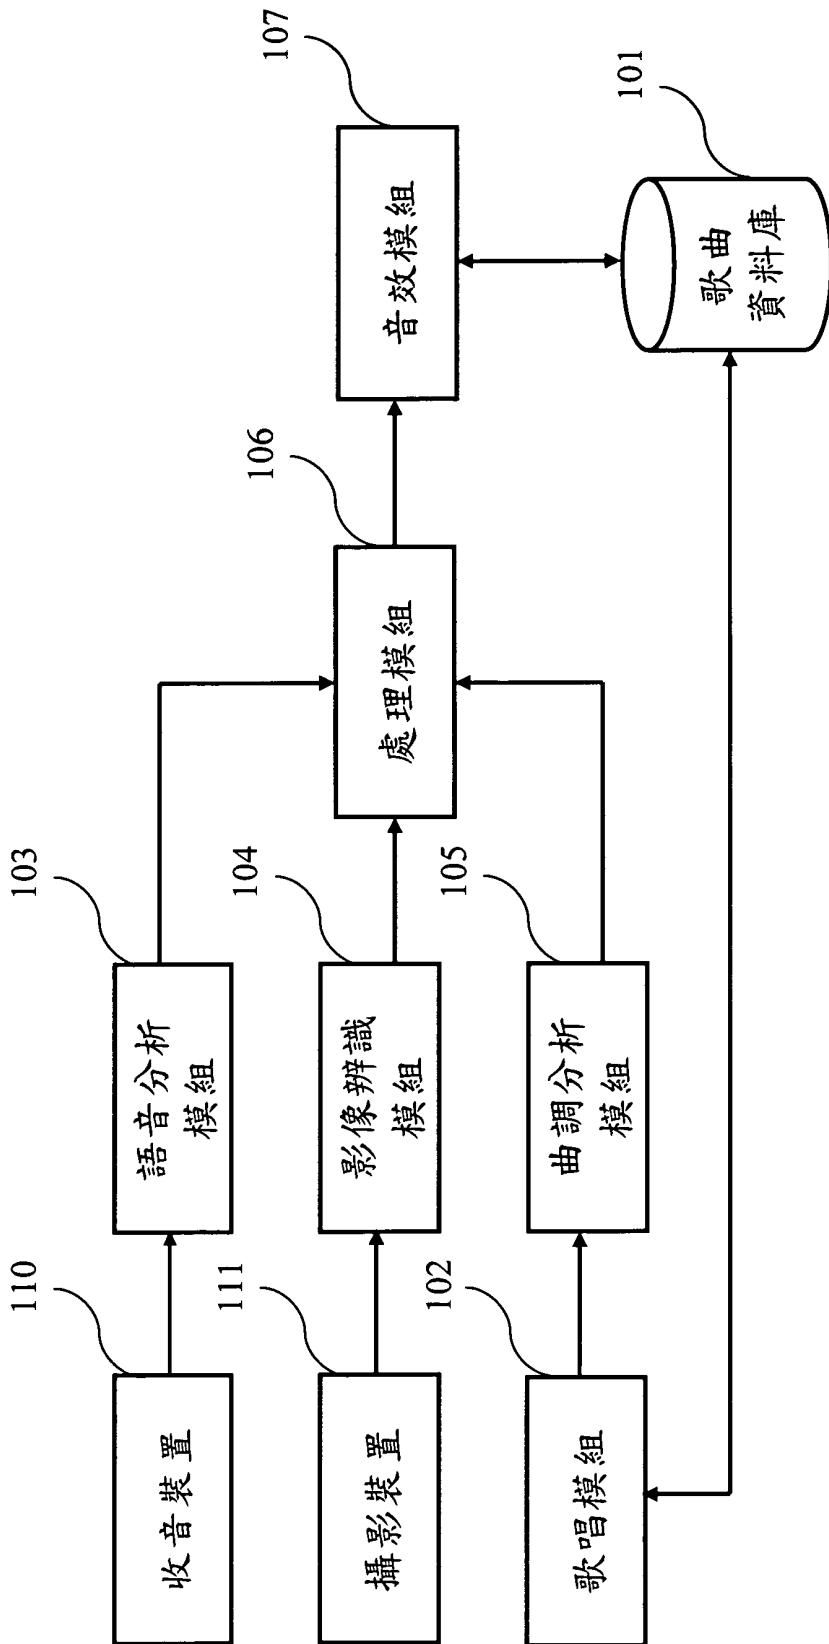 110
收音裝置
103
語音分析
模組
111
攝影裝置
104
影像辨識
模組
106
處理模組
107
音效模組
102
歌唱模組
105
曲調分析
模組
101
歌曲
資料庫